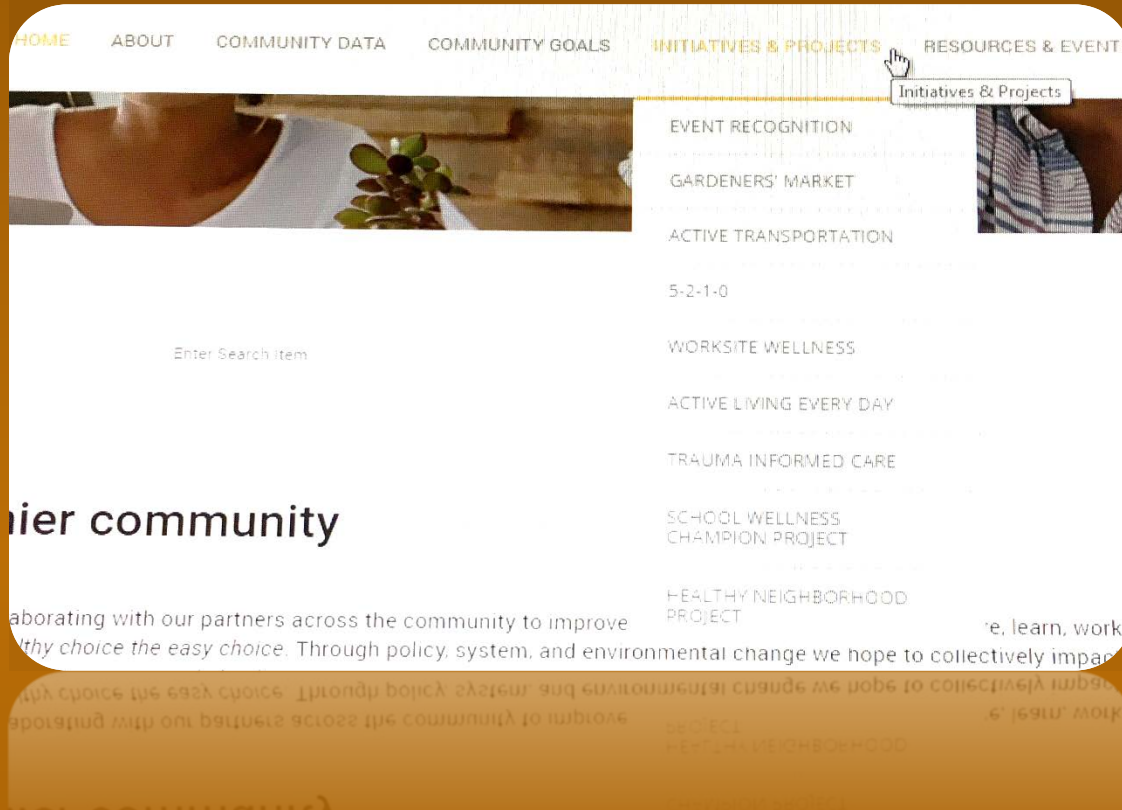 HOME ABOUT COMMUNITY DATA COMMUNITY GOALS INITIATIVES & PROJECTS RESOURCES & EVENT
Initiatives & Projects
EVENT RECOGNITION
GARDENERS' MARKET
ACTIVE TRANSPORTATION
5-2-1-0
WORKSITE WELLNESS
ACTIVE LIVING EVERY DAY
TRAUMA INFORMED CARE
SCHOOL WELLNESS
CHAMPION PROJECT
HEALTHY NEIGHBORHOOD
PROJECT
Enter Search Item
nier community
aborating with our partners across the community to improve 're, learn, work
lthy choice the easy choice. Through policy, system, and environmental change we hope to collectively impac